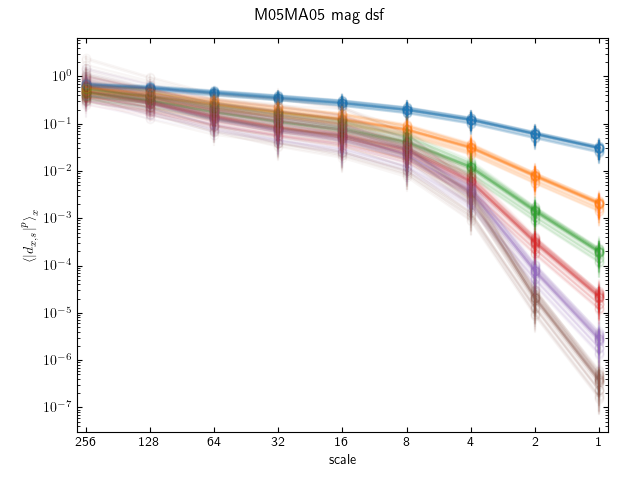 M05MA05 mag dsf
⟨|d_{x,s}|^p⟩_x
10^0
10^{-1}
10^{-2}
10^{-3}
10^{-4}
10^{-5}
10^{-6}
10^{-7}
256 128 64 32 16 8 4 2 1
scale